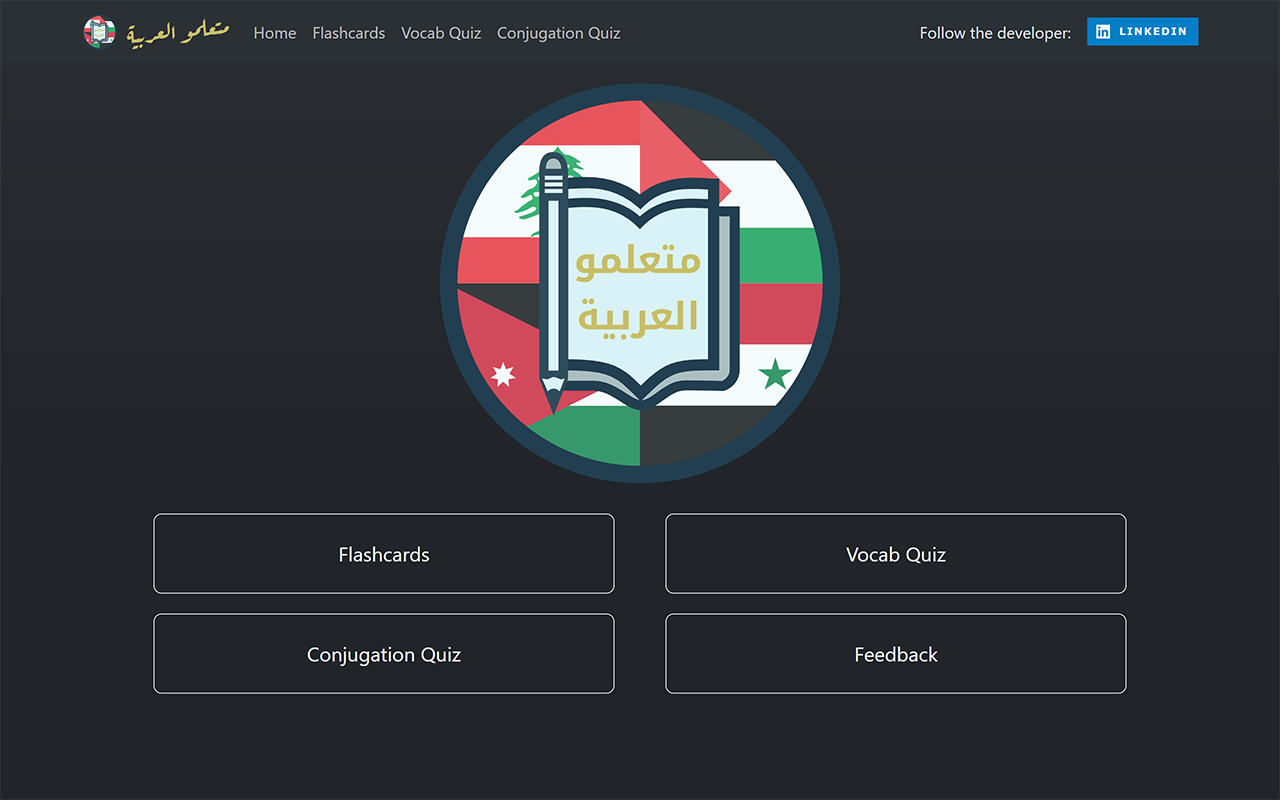 متعلمو العربية
Home
Flashcards
Vocab Quiz
Conjugation Quiz
Follow the developer:
LINKEDIN
متعلمو
العربية
Flashcards
Vocab Quiz
Conjugation Quiz
Feedback